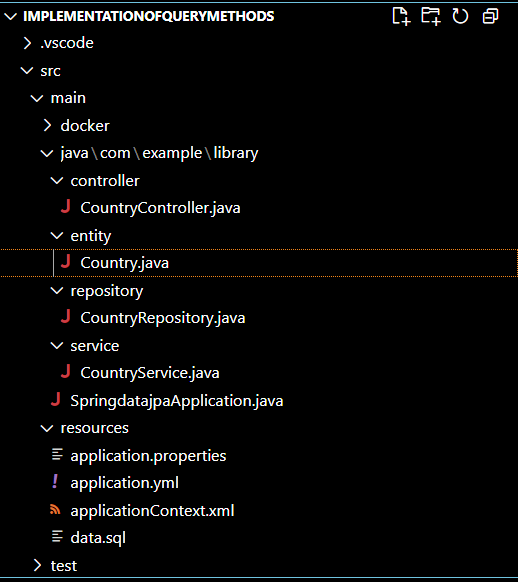 IMPLEMENTATIONOFQUERYMETHODS
.vscode
src
main
docker
java\com\example\library
controller
CountryController.java
entity
Country.java
repository
CountryRepository.java
service
CountryService.java
SpringdatajpaApplication.java
resources
application.properties
application.yml
applicationContext.xml
data.sql
test